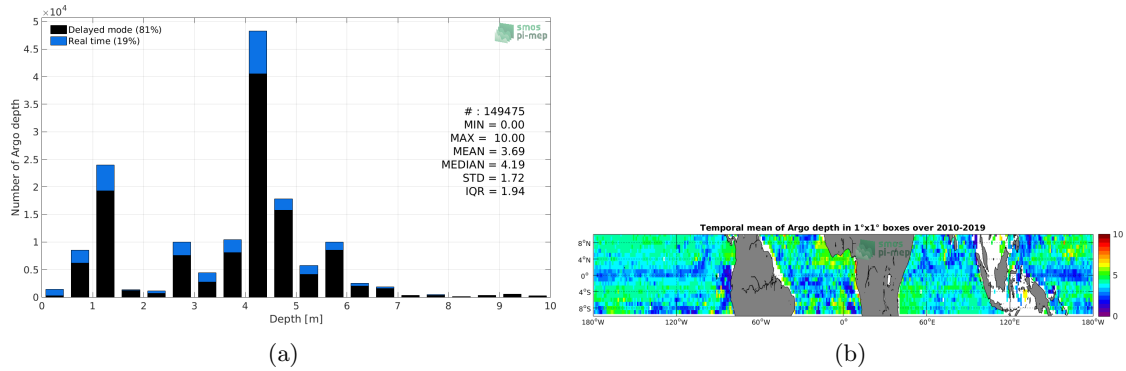 ×10⁴
5
4.5
4
3.5
3
2.5
2
1.5
1
0.5
0
Number of Argo depth
Delayed mode (81%)
Real time (19%)
smos
pi-mep
# : 149475
MIN = 0.00
MAX = 10.00
MEAN = 3.69
MEDIAN = 4.19
STD = 1.72
IQR = 1.94
0 1 2 3 4 5 6 7 8 9 10
Depth [m]
(a)
Temporal mean of Argo depth in 1°x1° boxes over 2010-2019
8°N
4°N
0°
4°S
8°S
smos
pi-mep
180°W 120°W 60°W 0° 60°E 120°E 180°W
10
5
0
(b)